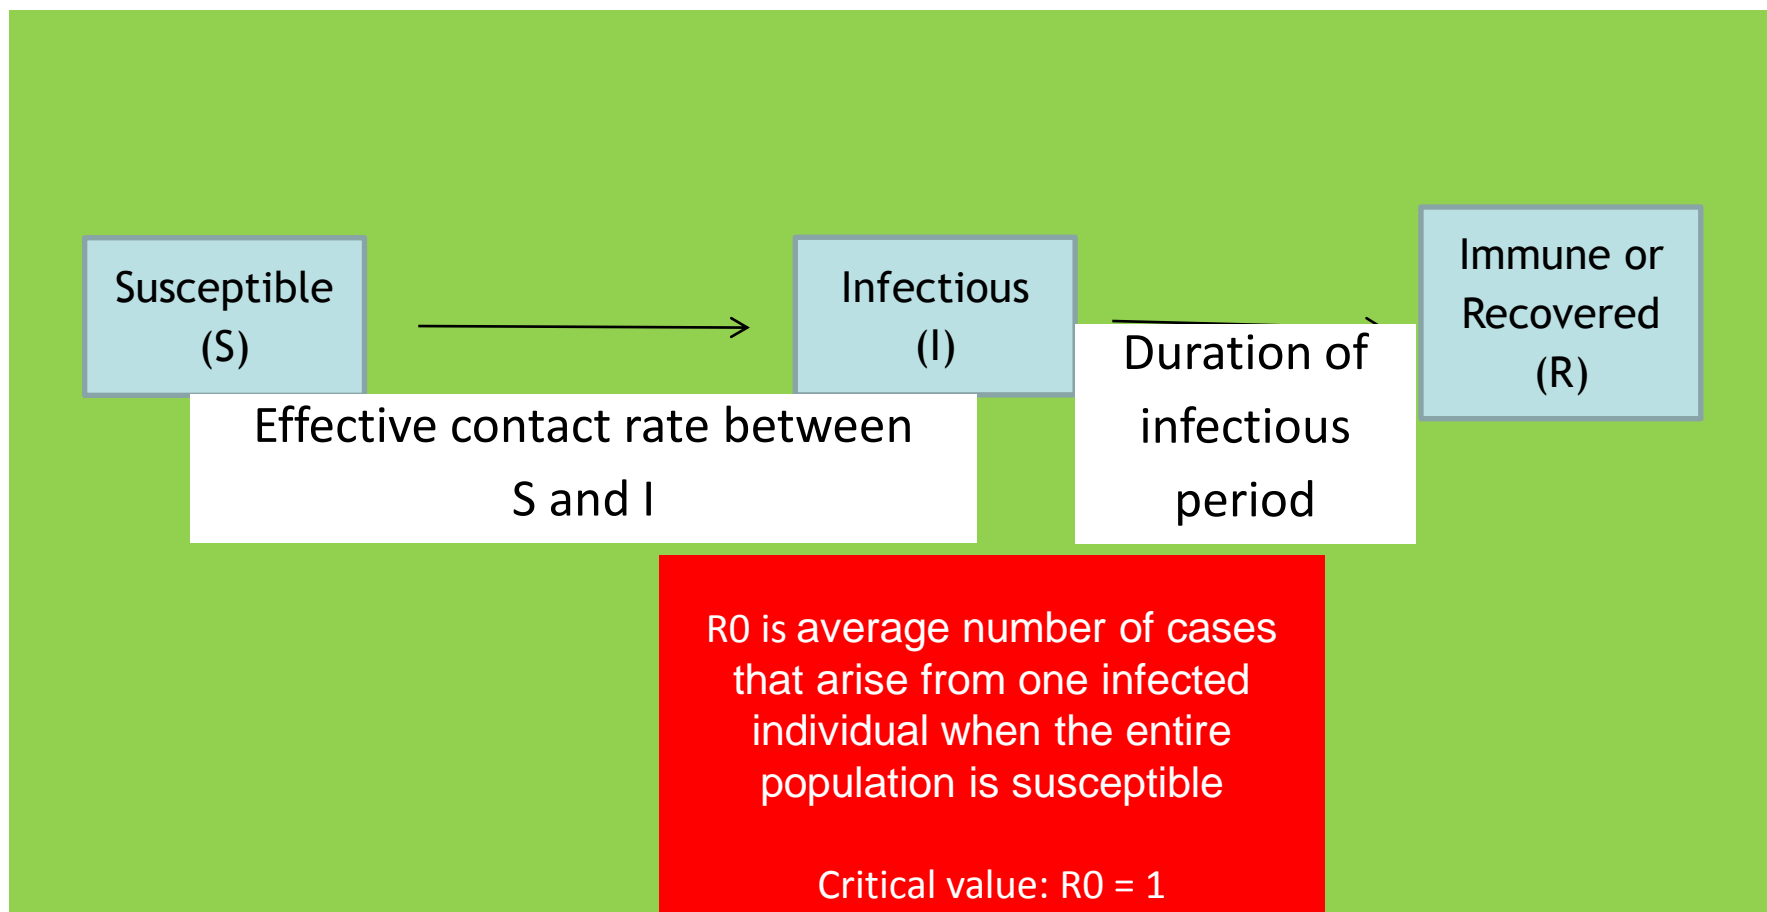 Susceptible
(S)
Infectious
(I)
Immune or
Recovered
(R)
Effective contact rate between
S and I
Duration of
infectious
period
R0 is average number of cases
that arise from one infected
individual when the entire
population is susceptible
Critical value: R0 = 1